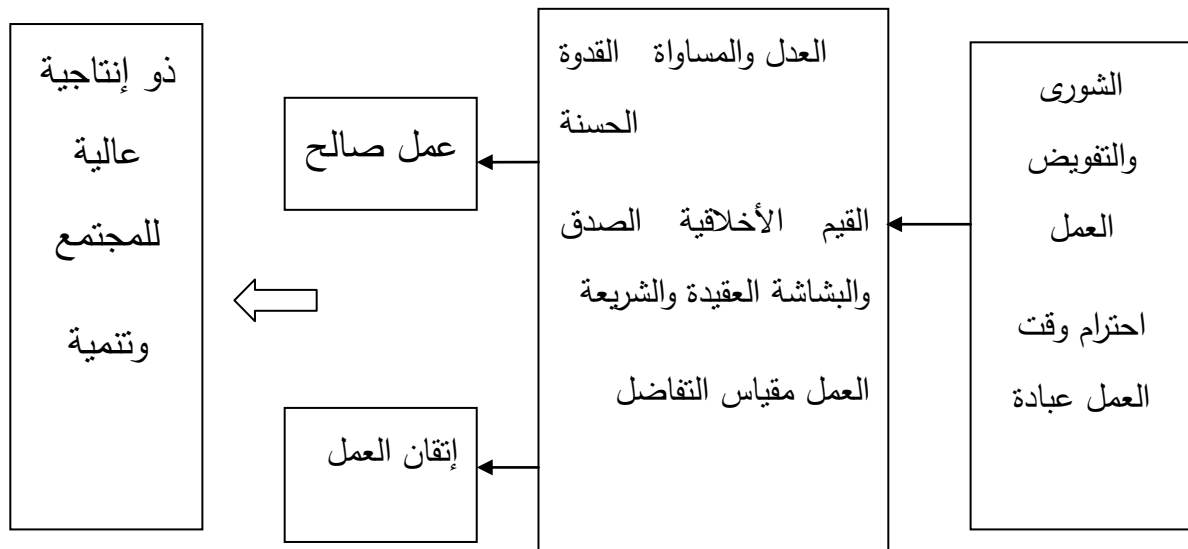 الشورى
والتفويض
العمل
احترام وقت
العمل عبادة
العدل والمساواة القدوة
الحسنة
القيم الأخلاقية الصدق
والبشاشة العقيدة والشريعة
العمل مقياس التفاضل
عمل صالح
إتقان العمل
ذو إنتاجية
عالية
للمجتمع
وتنمية